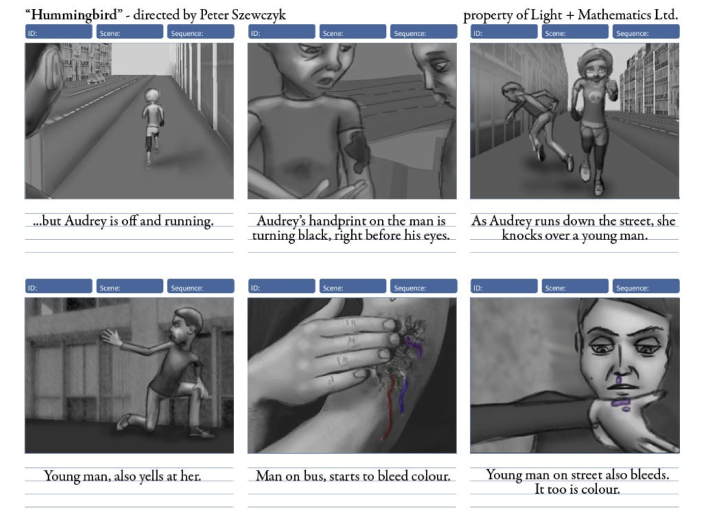 “Hummingbird” - directed by Peter Szewczyk
property of Light + Mathematics Ltd.
ID: Scene: Sequence:
ID: Scene: Sequence:
ID: Scene: Sequence:
...but Audrey is off and running.
Audrey’s handprint on the man is
turning black, right before his eyes.
As Audrey runs down the street, she
knocks over a young man.
ID: Scene: Sequence:
ID: Scene: Sequence:
ID: Scene: Sequence:
Young man, also yells at her.
Man on bus, starts to bleed colour.
Young man on street also bleeds.
It too is colour.